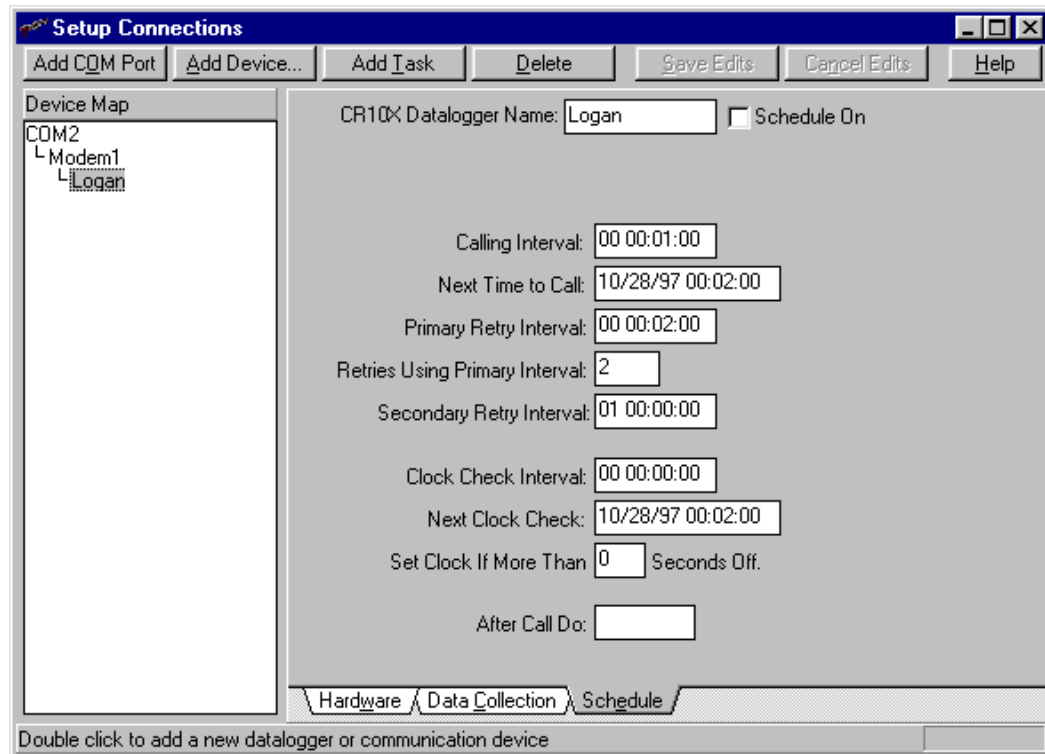 Setup Connections
Add COM Port Add Device... Add Task Delete Save Edits Cancel Edits Help
Device Map
COM2
Modem1
Logan
CR10X Datalogger Name: Logan Schedule On
Calling Interval: 00 00:01:00
Next Time to Call: 10/28/97 00:02:00
Primary Retry Interval: 00 00:02:00
Retries Using Primary Interval: 2
Secondary Retry Interval: 01 00:00:00
Clock Check Interval: 00 00:00:00
Next Clock Check: 10/28/97 00:02:00
Set Clock If More Than 0 Seconds Off.
After Call Do:
Hardware Data Collection Schedule
Double click to add a new datalogger or communication device